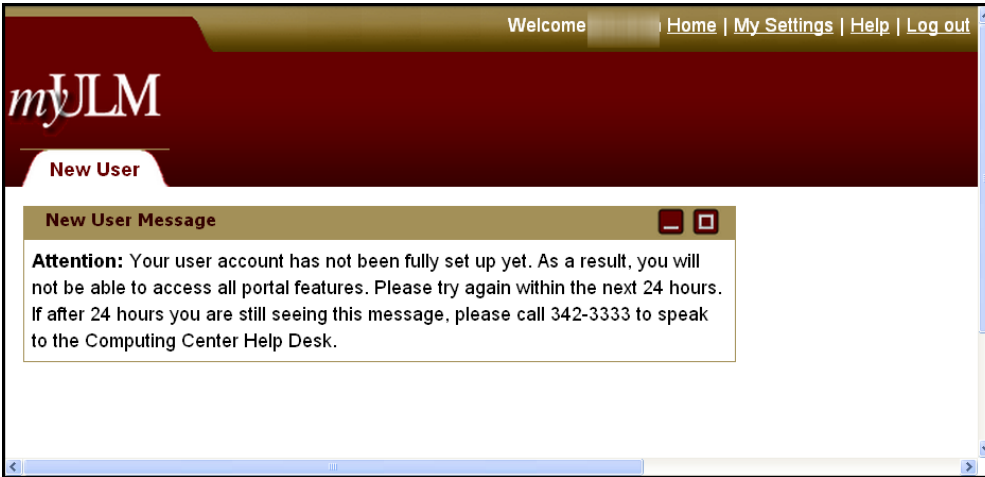 Welcome Home | My Settings | Help | Log out
myULM
New User
New User Message
Attention: Your user account has not been fully set up yet. As a result, you will
not be able to access all portal features. Please try again within the next 24 hours.
If after 24 hours you are still seeing this message, please call 342-3333 to speak
to the Computing Center Help Desk.